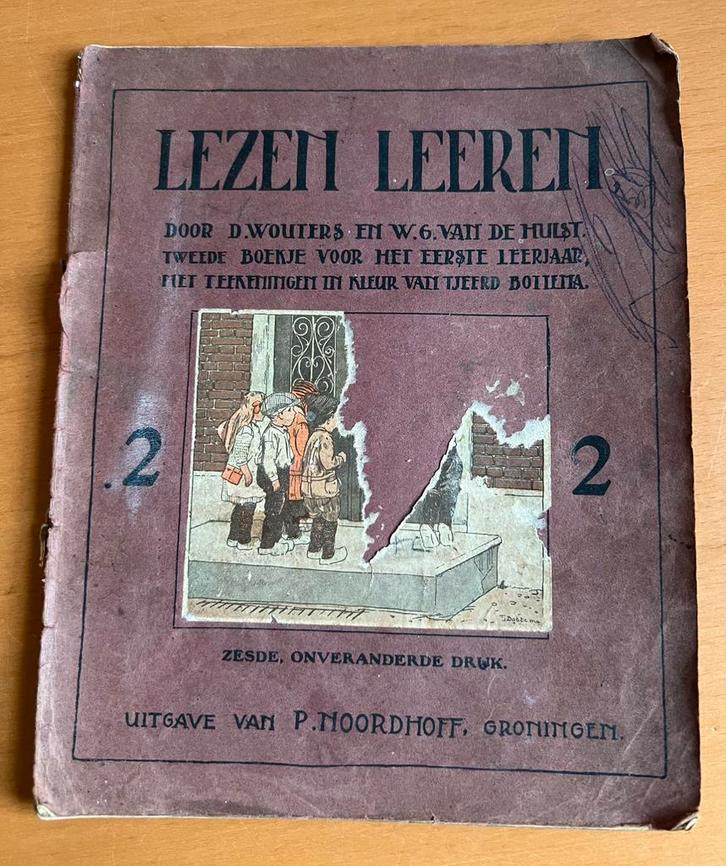 LEZEN LEEREN
DOOR D. WOUTERS EN W. G. VAN DE HULST.
TWEEDE BOEKJE VOOR HET EERSTE LEERJAAR,
MET TEEKENINGEN IN KLEUR VAN TJEERD BOTTEMA.
2 2
TjBottema
ZESDE, ONVERANDERDE DRUK.
UITGAVE VAN P. NOORDHOFF, GRONINGEN.